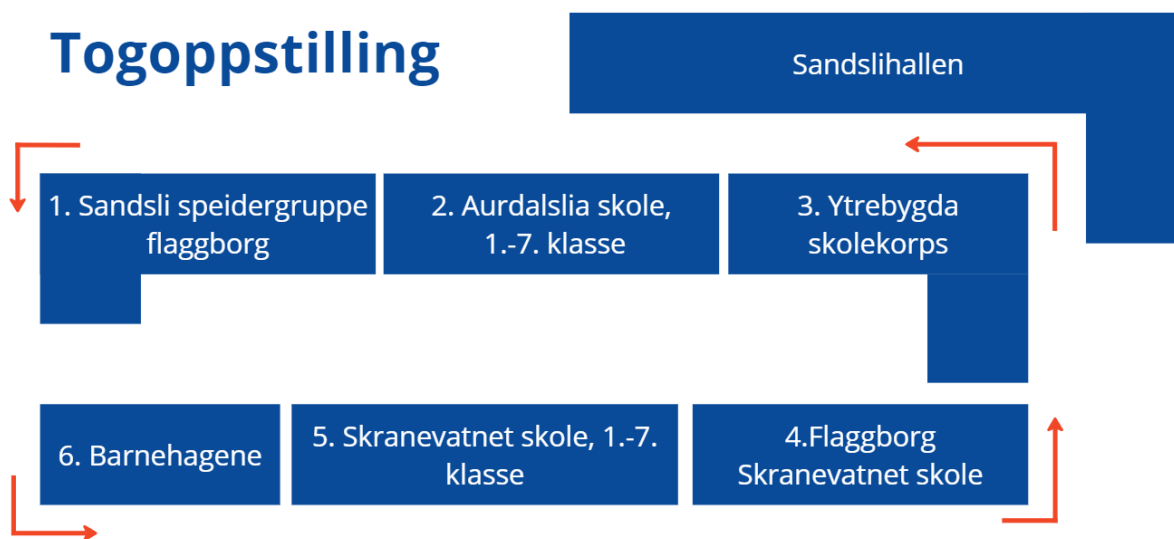 Togoppstilling
Sandslihallen
1. Sandsli speidergruppe
flaggborg
2. Aurdalslia skole,
1.-7. klasse
3. Ytrebygda
skolekorps
6. Barnehagene
5. Skranevatnet skole, 1.-7.
klasse
4.Flaggborg
Skranevatnet skole